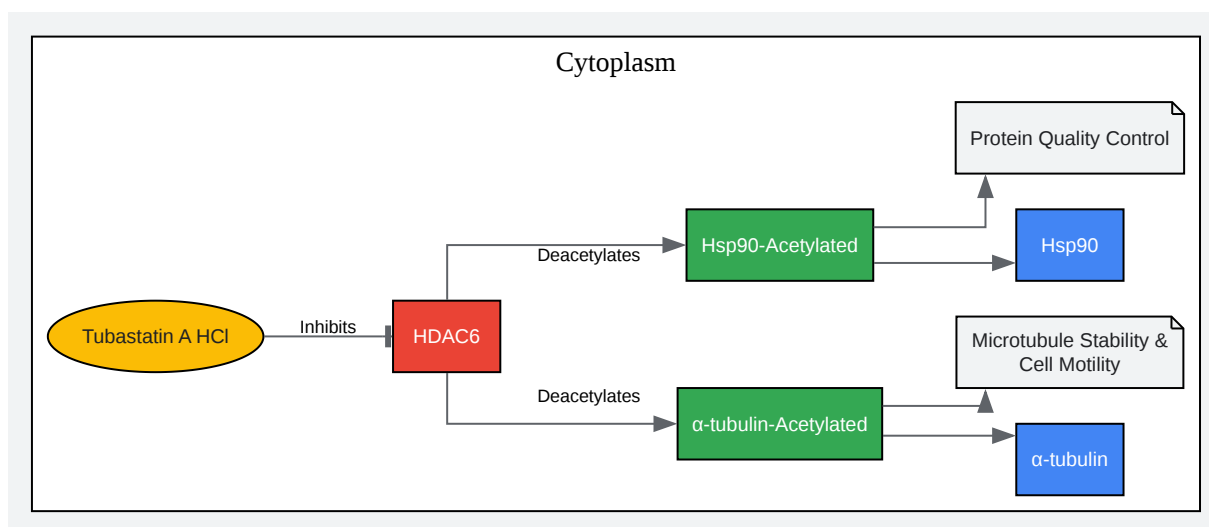 Cytoplasm
Protein Quality Control
Hsp90-Acetylated
Hsp90
Deacetylates
Tubastatin A HCl
Inhibits
HDAC6
Microtubule Stability &
Cell Motility
Deacetylates
α-tubulin-Acetylated
α-tubulin